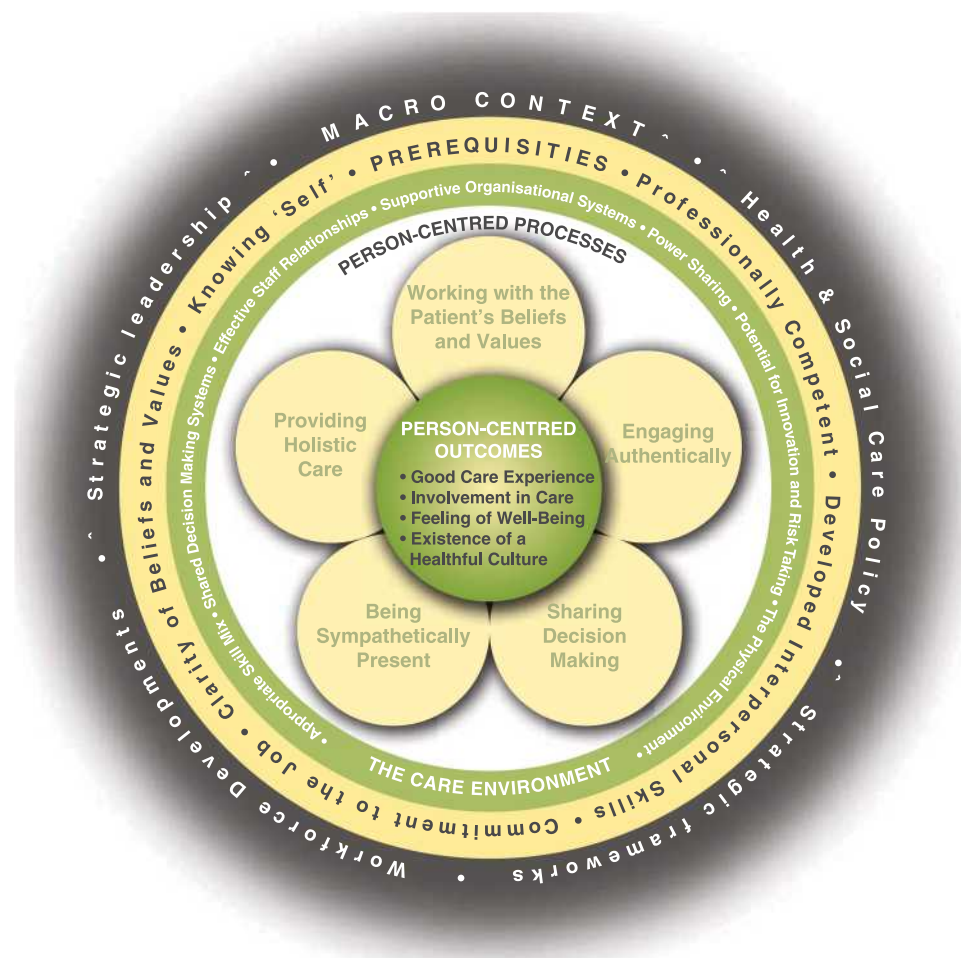 MACRO CONTEXT
• Health & Social Care Policy
• Strategic frameworks
• Workforce Developments
• Strategic leadership •
PREREQUISITIES
• Professionally Competent • Developed Interpersonal Skills • Commitment to the Job • Clarity of Beliefs and Values • Knowing ‘Self’ •
THE CARE ENVIRONMENT
• Appropriate Skill Mix • Shared Decision Making Systems • Effective Staff Relationships • Supportive Organisational Systems • Power Sharing • Potential for Innovation and Risk Taking • The Physical Environment •
PERSON-CENTRED PROCESSES
Working with the
Patient’s Beliefs
and Values
Engaging
Authentically
Sharing
Decision
Making
Being
Sympathetically
Present
Providing
Holistic
Care
PERSON-CENTRED
OUTCOMES
• Good Care Experience
• Involvement in Care
• Feeling of Well-Being
• Existence of a
Healthful Culture